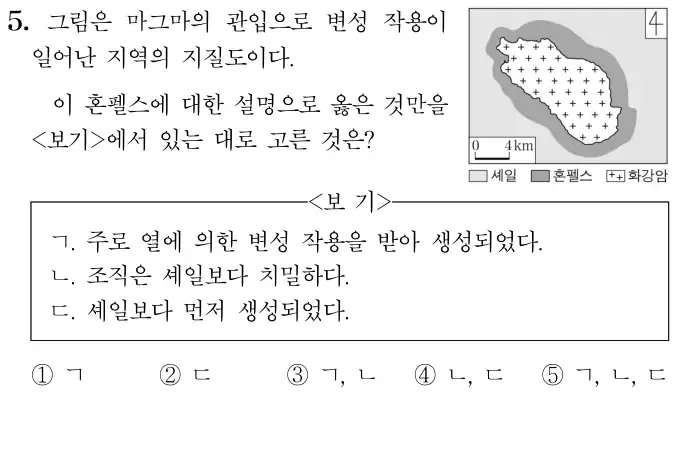 5. 그림은 마그마의 관입으로 변성 작용이
일어난 지역의 지질도이다.
이 혼펠스에 대한 설명으로 옳은 것만을
<보기>에서 있는 대로 고른 것은?
4
0 4km
셰일 혼펠스 화강암
<보 기>
ㄱ. 주로 열에 의한 변성 작용을 받아 생성되었다.
ㄴ. 조직은 셰일보다 치밀하다.
ㄷ. 셰일보다 먼저 생성되었다.
① ㄱ ② ㄷ ③ ㄱ, ㄴ ④ ㄴ, ㄷ ⑤ ㄱ, ㄴ, ㄷ